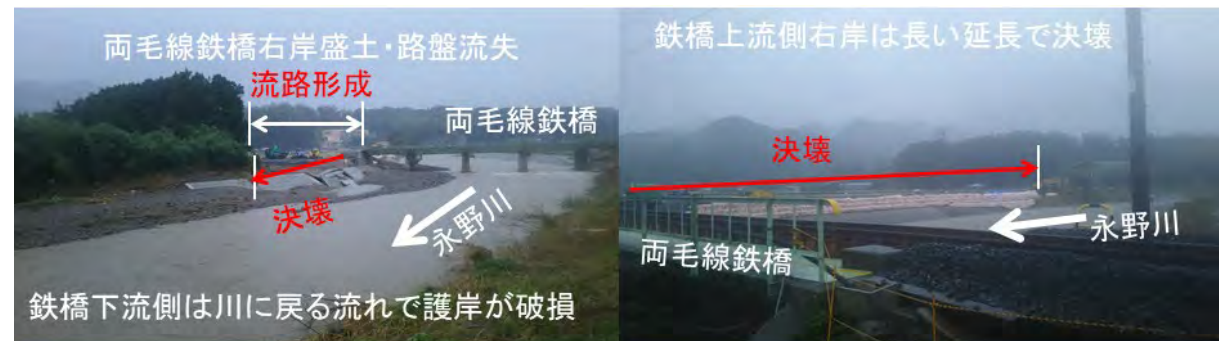 両毛線鉄橋右岸盛土・路盤流失
流路形成
両毛線鉄橋
決壊
永野川
鉄橋下流側は川に戻る流れで護岸が破損
鉄橋上流側右岸は長い延長で決壊
決壊
永野川
両毛線鉄橋